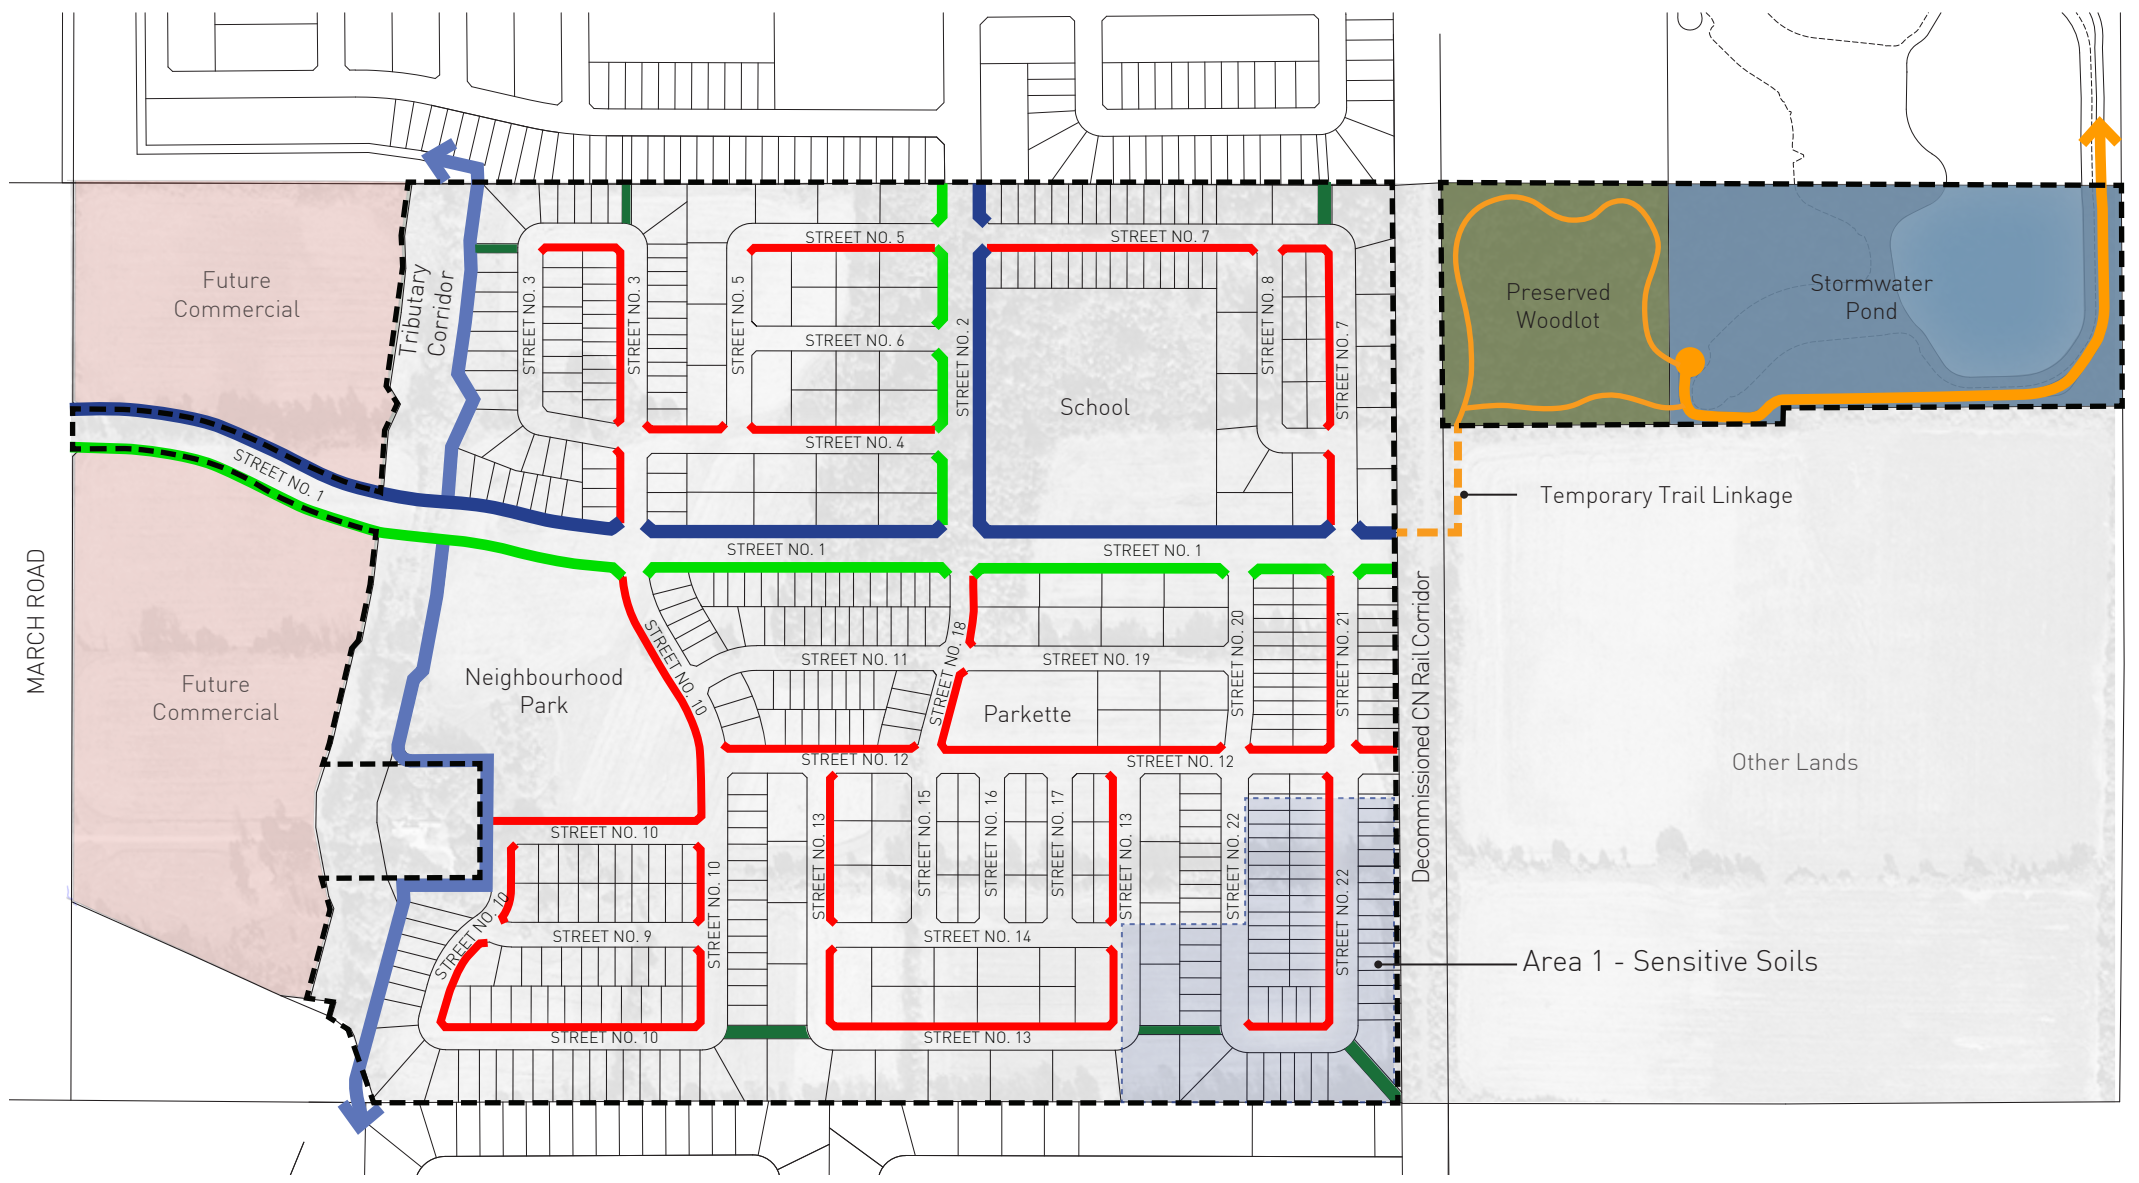 STREET NO. 5
STREET NO. 7
Future
Commercial
Tributary
Corridor
STREET NO. 3
STREET NO. 3
STREET NO. 5
STREET NO. 8
Preserved
Woodlot
Stormwater
Pond
STREET NO. 6
STREET NO. 2
STREET NO. 7
School
STREET NO. 4
STREET NO. 1
Temporary Trail Linkage
STREET NO. 1
STREET NO. 1
MARCH ROAD
Decommissioned CN Rail Corridor
STREET NO. 10
STREET NO. 11
STREET NO. 18
STREET NO. 19
STREET NO. 20
STREET NO. 21
Future
Commercial
Neighbourhood
Park
Parkette
STREET NO. 12
STREET NO. 12
Other Lands
STREET NO. 10
STREET NO. 13
STREET NO. 15
STREET NO. 16
STREET NO. 17
STREET NO. 13
STREET NO. 22
STREET NO. 10
STREET NO. 10
STREET NO. 9
STREET NO. 14
STREET NO. 22
Area 1 - Sensitive Soils
STREET NO. 10
STREET NO. 13